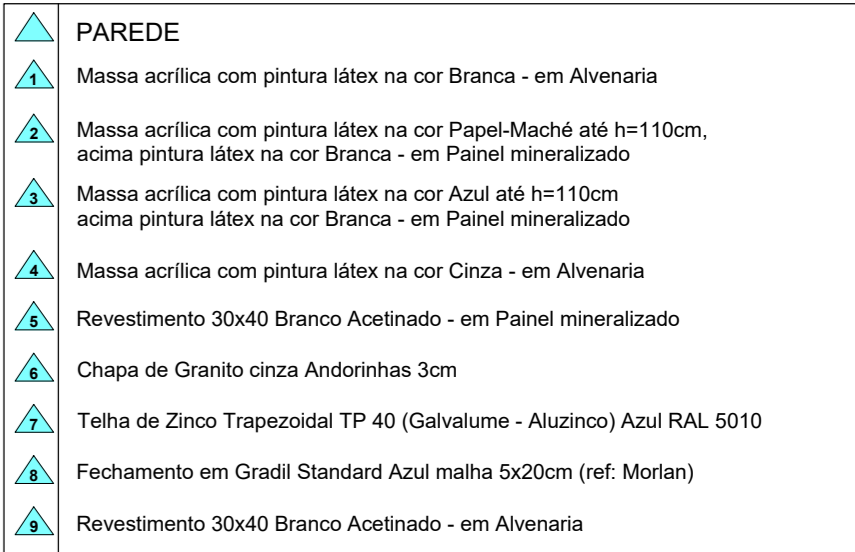 PAREDE
1 Massa acrílica com pintura látex na cor Branca - em Alvenaria
2 Massa acrílica com pintura látex na cor Papel-Maché até h=110cm,
acima pintura látex na cor Branca - em Painel mineralizado
3 Massa acrílica com pintura látex na cor Azul até h=110cm
acima pintura látex na cor Branca - em Painel mineralizado
4 Massa acrílica com pintura látex na cor Cinza - em Alvenaria
5 Revestimento 30x40 Branco Acetinado - em Painel mineralizado
6 Chapa de Granito cinza Andorinhas 3cm
7 Telha de Zinco Trapezoidal TP 40 (Galvalume - Aluzinco) Azul RAL 5010
8 Fechamento em Gradil Standard Azul malha 5x20cm (ref: Morlan)
9 Revestimento 30x40 Branco Acetinado - em Alvenaria